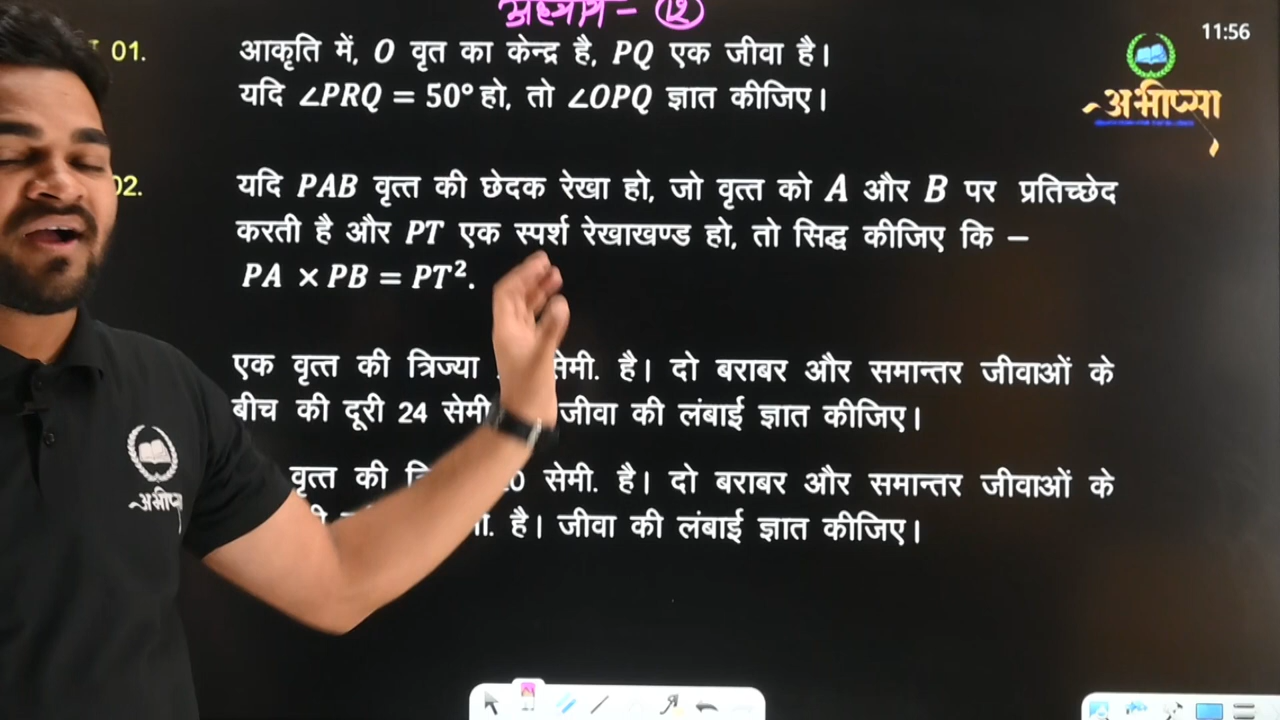 अध्याय - 12
11:56
01. आकृति में, O वृत का केन्द्र है, PQ एक जीवा है।
यदि ∠PRQ = 50° हो, तो ∠OPQ ज्ञात कीजिए।
अभीप्सा
02. यदि PAB वृत्त की छेदक रेखा हो, जो वृत्त को A और B पर प्रतिच्छेद
करती है और PT एक स्पर्श रेखाखण्ड हो, तो सिद्ध कीजिए कि –
PA × PB = PT².
एक वृत्त की त्रिज्या सेमी. है। दो बराबर और समान्तर जीवाओं के
बीच की दूरी 24 सेमी जीवा की लंबाई ज्ञात कीजिए।
वृत्त की सेमी. है। दो बराबर और समान्तर जीवाओं के
है। जीवा की लंबाई ज्ञात कीजिए।
अभीप्सा